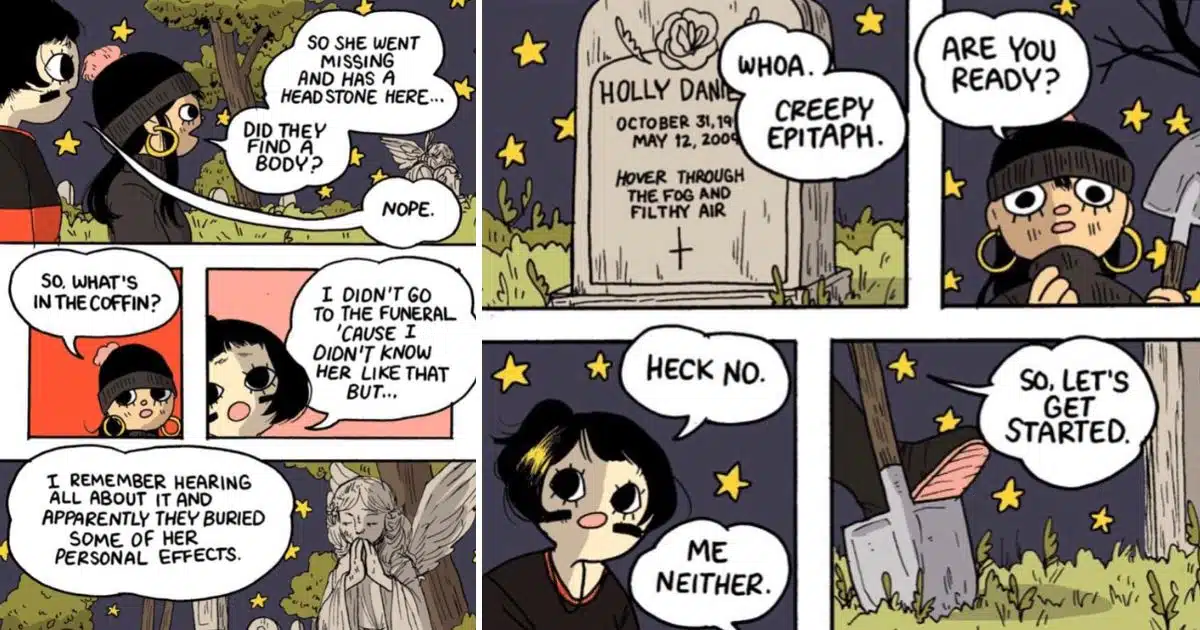 SO SHE WENT
MISSING
AND HAS A
HEADSTONE HERE...
DID THEY
FIND A
BODY?
NOPE.
SO, WHAT'S
IN THE COFFIN?
I DIDN'T GO
TO THE FUNERAL
'CAUSE I
DIDN'T KNOW
HER LIKE THAT
BUT...
I REMEMBER HEARING
ALL ABOUT IT AND
APPARENTLY THEY BURIED
SOME OF HER
PERSONAL EFFECTS.
HOLLY
OCTOBER 31, 19
MAY 12, 2009
HOVER THROUGH
THE FOG AND
FILTHY AIR
WHOA.
CREEPY
EPITAPH.
ARE YOU
READY?
HECK NO.
ME
NEITHER.
SO, LET'S
GET
STARTED.